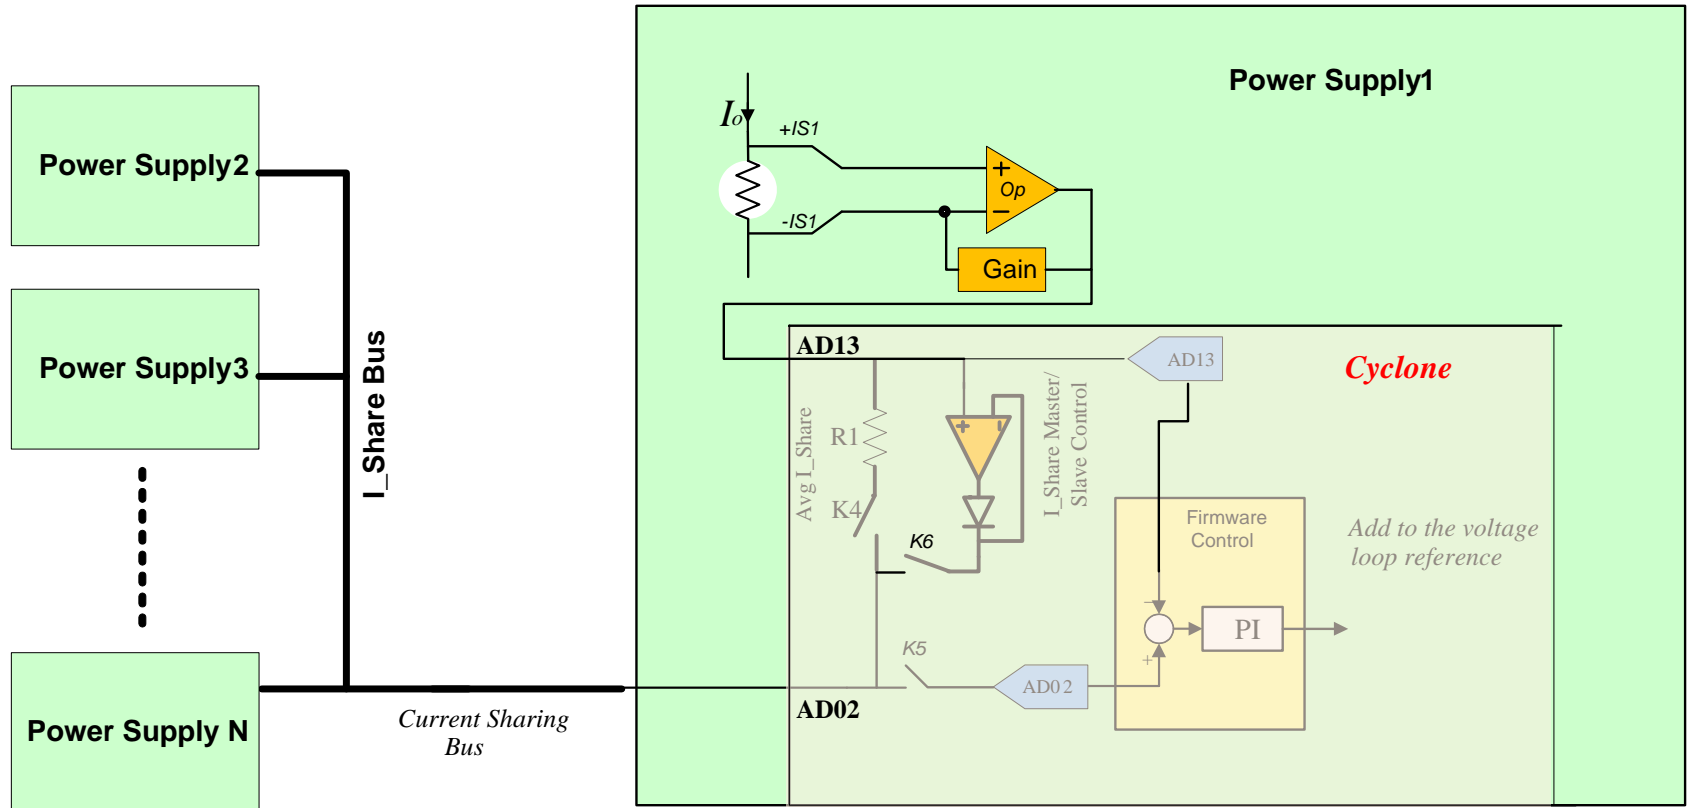 Power Supply1
Power Supply2
Power Supply3
Power Supply N
I_Share Bus
Current Sharing
Bus
Io
+IS1
-IS1
+
Op
−
Gain
AD13
AD13
Cyclone
Avg I_Share
R1
K4
+
−
I_Share Master/
Slave Control
K6
K5
AD02
AD02
Firmware
Control
−
+
PI
Add to the voltage
loop reference